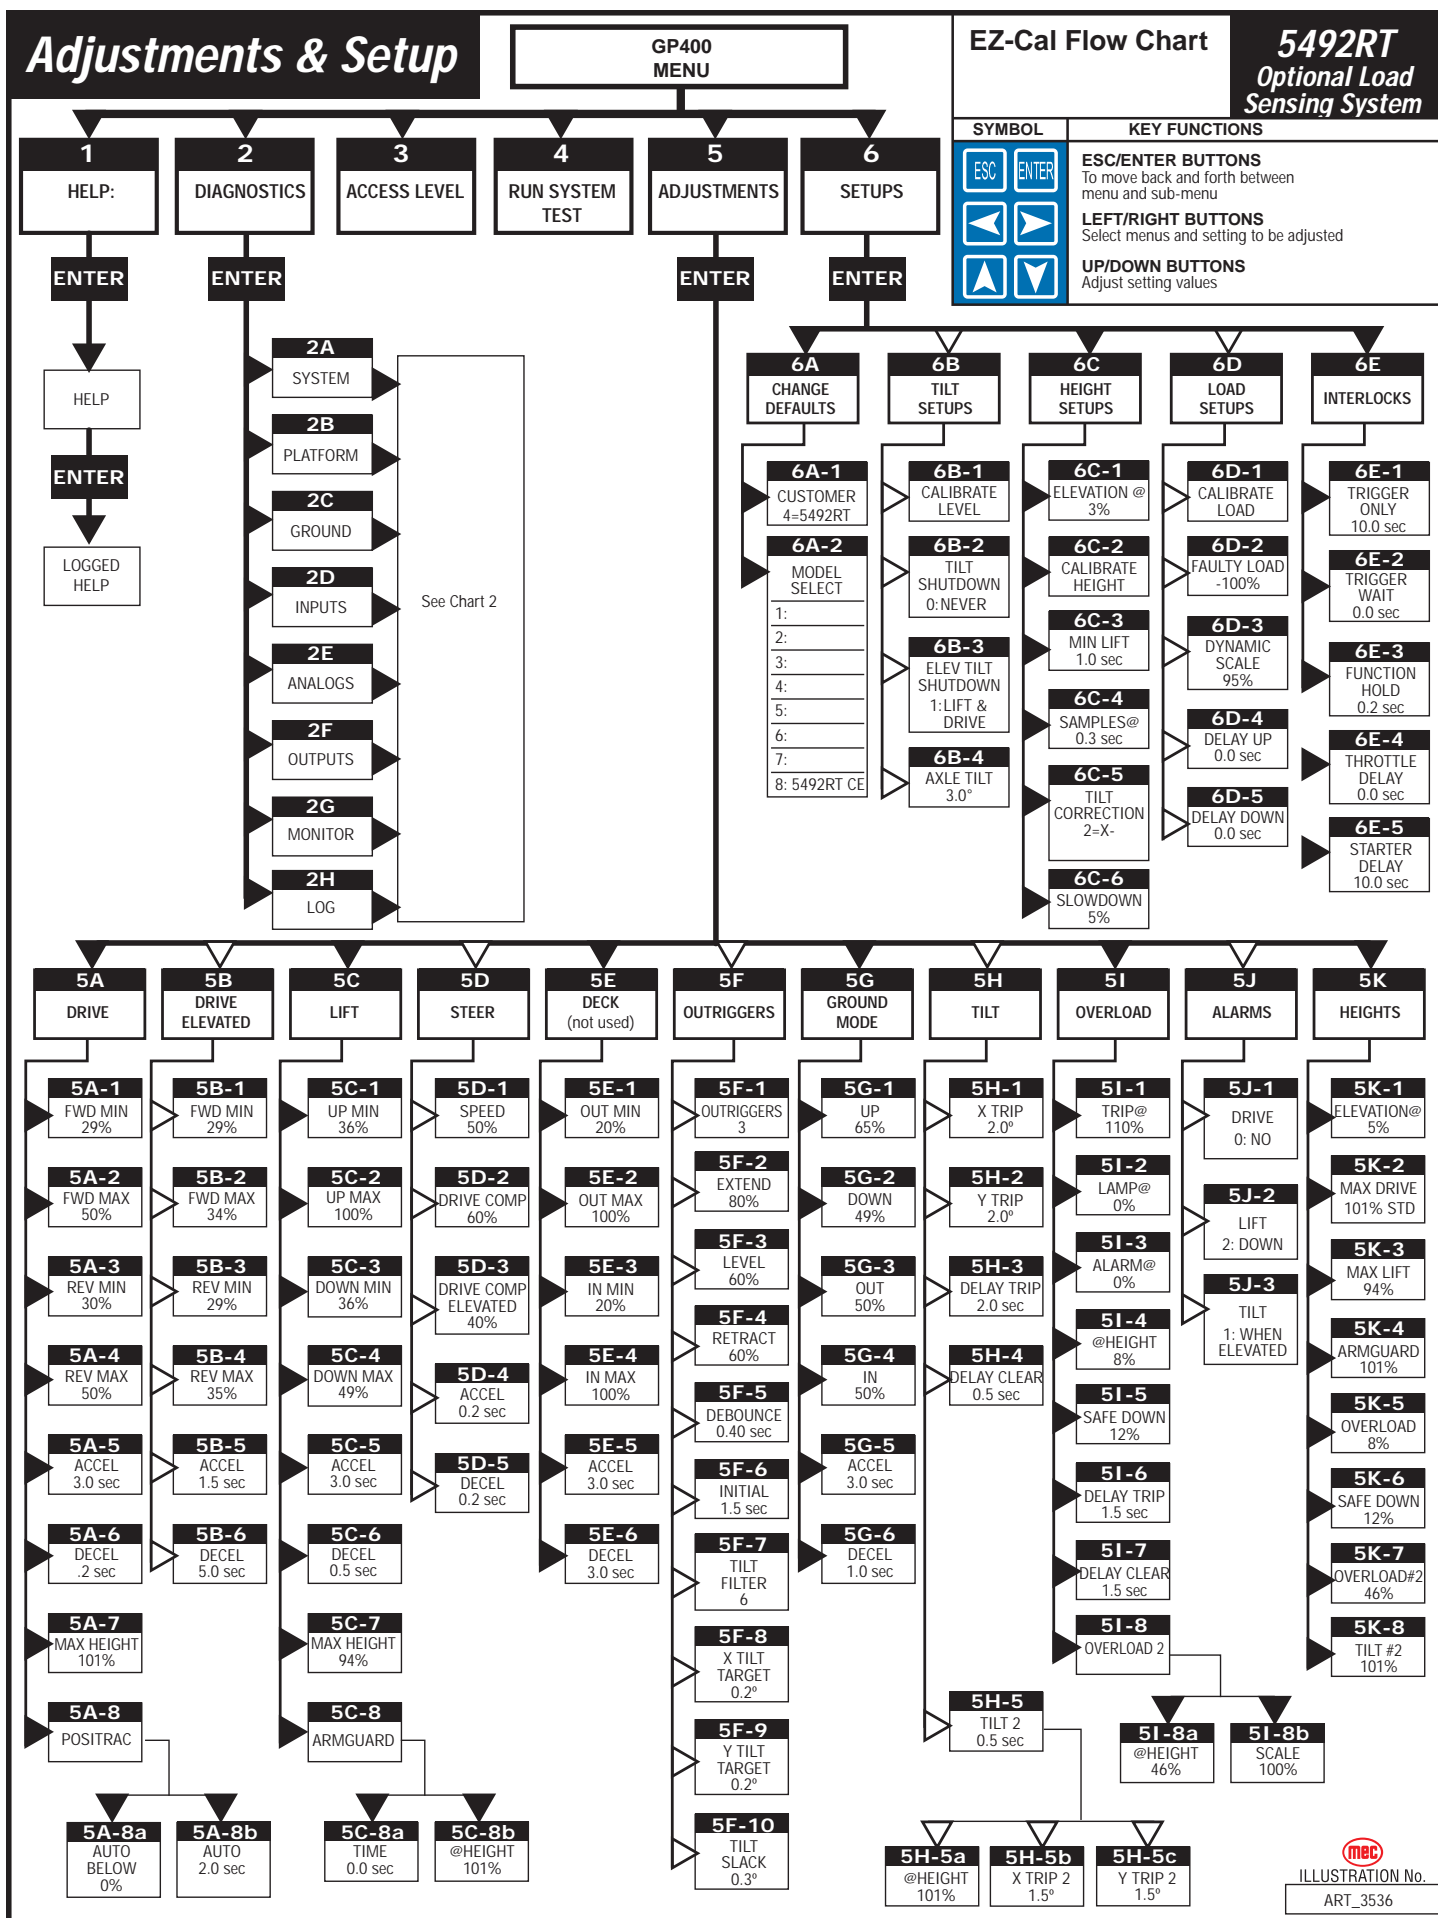 Adjustments & Setup
GP400
MENU
EZ-Cal Flow Chart
5492RT
Optional Load
Sensing System
SYMBOL
KEY FUNCTIONS
ESC
ENTER
ESC/ENTER BUTTONS
To move back and forth between
menu and sub-menu
LEFT/RIGHT BUTTONS
Select menus and setting to be adjusted
UP/DOWN BUTTONS
Adjust setting values
1
HELP:
2
DIAGNOSTICS
3
ACCESS LEVEL
4
RUN SYSTEM
TEST
5
ADJUSTMENTS
6
SETUPS
ENTER
ENTER
ENTER
ENTER
HELP
ENTER
LOGGED
HELP
2A
SYSTEM
2B
PLATFORM
2C
GROUND
2D
INPUTS
2E
ANALOGS
2F
OUTPUTS
2G
MONITOR
2H
LOG
See Chart 2
6A
CHANGE
DEFAULTS
6A-1
CUSTOMER
4=5492RT
6A-2
MODEL
SELECT
1:
2:
3:
4:
5:
6:
7:
8: 5492RT CE
6B
TILT
SETUPS
6B-1
CALIBRATE
LEVEL
6B-2
TILT
SHUTDOWN
0:NEVER
6B-3
ELEV TILT
SHUTDOWN
1:LIFT &
DRIVE
6B-4
AXLE TILT
3.0°
6C
HEIGHT
SETUPS
6C-1
ELEVATION @
3%
6C-2
CALIBRATE
HEIGHT
6C-3
MIN LIFT
1.0 sec
6C-4
SAMPLES@
0.3 sec
6C-5
TILT
CORRECTION
2=X-
6C-6
SLOWDOWN
5%
6D
LOAD
SETUPS
6D-1
CALIBRATE
LOAD
6D-2
FAULTY LOAD
-100%
6D-3
DYNAMIC
SCALE
95%
6D-4
DELAY UP
0.0 sec
6D-5
DELAY DOWN
0.0 sec
6E
INTERLOCKS
6E-1
TRIGGER
ONLY
10.0 sec
6E-2
TRIGGER
WAIT
0.0 sec
6E-3
FUNCTION
HOLD
0.2 sec
6E-4
THROTTLE
DELAY
0.0 sec
6E-5
STARTER
DELAY
10.0 sec
5A
DRIVE
5A-1
FWD MIN
29%
5A-2
FWD MAX
50%
5A-3
REV MIN
30%
5A-4
REV MAX
50%
5A-5
ACCEL
3.0 sec
5A-6
DECEL
.2 sec
5A-7
MAX HEIGHT
101%
5A-8
POSITRAC
5A-8a
AUTO
BELOW
0%
5A-8b
AUTO
2.0 sec
5B
DRIVE
ELEVATED
5B-1
FWD MIN
29%
5B-2
FWD MAX
34%
5B-3
REV MIN
29%
5B-4
REV MAX
35%
5B-5
ACCEL
1.5 sec
5B-6
DECEL
5.0 sec
5C
LIFT
5C-1
UP MIN
36%
5C-2
UP MAX
100%
5C-3
DOWN MIN
36%
5C-4
DOWN MAX
49%
5C-5
ACCEL
3.0 sec
5C-6
DECEL
0.5 sec
5C-7
MAX HEIGHT
94%
5C-8
ARMGUARD
5C-8a
TIME
0.0 sec
5C-8b
@HEIGHT
101%
5D
STEER
5D-1
SPEED
50%
5D-2
DRIVE COMP
60%
5D-3
DRIVE COMP
ELEVATED
40%
5D-4
ACCEL
0.2 sec
5D-5
DECEL
0.2 sec
5E
DECK
(not used)
5E-1
OUT MIN
20%
5E-2
OUT MAX
100%
5E-3
IN MIN
20%
5E-4
IN MAX
100%
5E-5
ACCEL
3.0 sec
5E-6
DECEL
3.0 sec
5F
OUTRIGGERS
5F-1
OUTRIGGERS
3
5F-2
EXTEND
80%
5F-3
LEVEL
60%
5F-4
RETRACT
60%
5F-5
DEBOUNCE
0.40 sec
5F-6
INITIAL
1.5 sec
5F-7
TILT
FILTER
6
5F-8
X TILT
TARGET
0.2º
5F-9
Y TILT
TARGET
0.2º
5F-10
TILT
SLACK
0.3º
5G
GROUND
MODE
5G-1
UP
65%
5G-2
DOWN
49%
5G-3
OUT
50%
5G-4
IN
50%
5G-5
ACCEL
3.0 sec
5G-6
DECEL
1.0 sec
5H
TILT
5H-1
X TRIP
2.0º
5H-2
Y TRIP
2.0º
5H-3
DELAY TRIP
2.0 sec
5H-4
DELAY CLEAR
0.5 sec
5H-5
TILT 2
0.5 sec
5H-5a
@HEIGHT
101%
5H-5b
X TRIP 2
1.5º
5H-5c
Y TRIP 2
1.5º
5I
OVERLOAD
5I-1
TRIP@
110%
5I-2
LAMP@
0%
5I-3
ALARM@
0%
5I-4
@HEIGHT
8%
5I-5
SAFE DOWN
12%
5I-6
DELAY TRIP
1.5 sec
5I-7
DELAY CLEAR
1.5 sec
5I-8
OVERLOAD 2
5I-8a
@HEIGHT
46%
5I-8b
SCALE
100%
5J
ALARMS
5J-1
DRIVE
0: NO
5J-2
LIFT
2: DOWN
5J-3
TILT
1: WHEN
ELEVATED
5K
HEIGHTS
5K-1
ELEVATION@
5%
5K-2
MAX DRIVE
101% STD
5K-3
MAX LIFT
94%
5K-4
ARMGUARD
101%
5K-5
OVERLOAD
8%
5K-6
SAFE DOWN
12%
5K-7
OVERLOAD#2
46%
5K-8
TILT #2
101%
mec
ILLUSTRATION No.
ART_3536